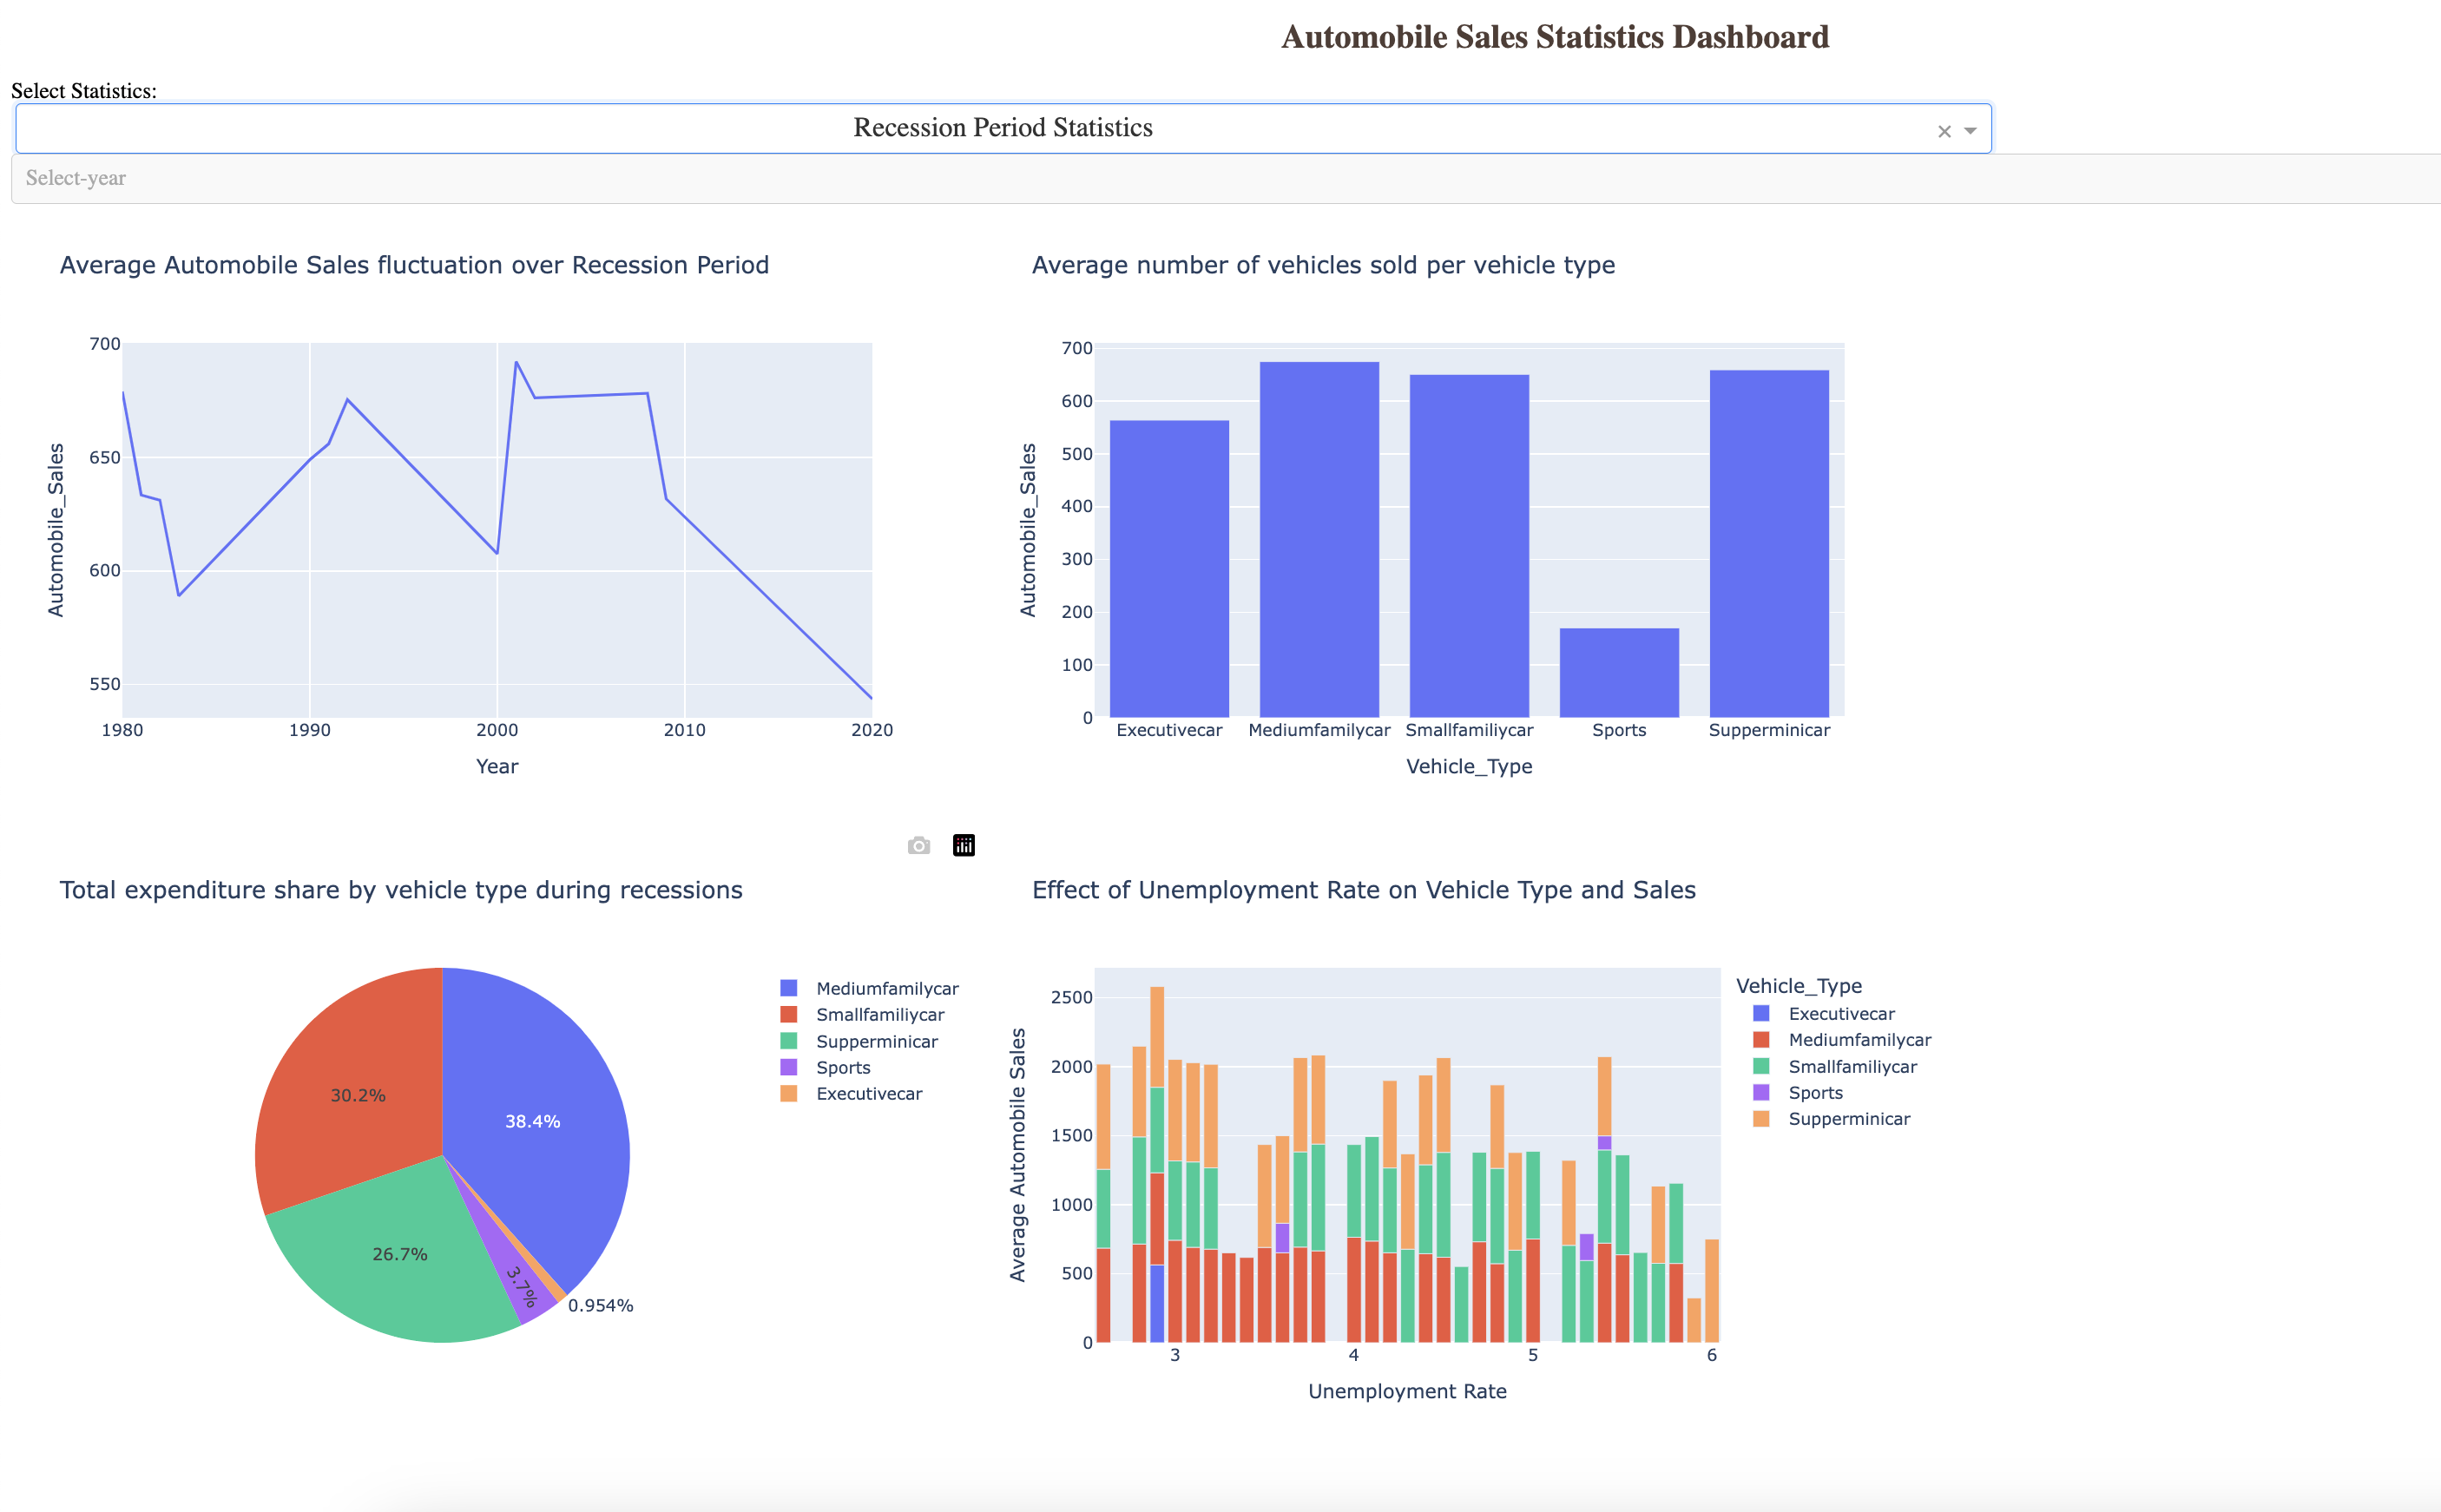 Automobile Sales Statistics Dashboard
Select Statistics:
Recession Period Statistics
Select-year
Average Automobile Sales fluctuation over Recession Period
700
650
600
550
Automobile_Sales
1980 1990 2000 2010 2020
Year
Average number of vehicles sold per vehicle type
700
600
500
400
300
200
100
0
Automobile_Sales
Executivecar Mediumfamilycar Smallfamiliycar Sports Supperminicar
Vehicle_Type
Total expenditure share by vehicle type during recessions
30.2%
38.4%
26.7%
3.7%
0.954%
Mediumfamilycar
Smallfamiliycar
Supperminicar
Sports
Executivecar
Effect of Unemployment Rate on Vehicle Type and Sales
2500
2000
1500
1000
500
0
Average Automobile Sales
3 4 5 6
Unemployment Rate
Vehicle_Type
Executivecar
Mediumfamilycar
Smallfamiliycar
Sports
Supperminicar